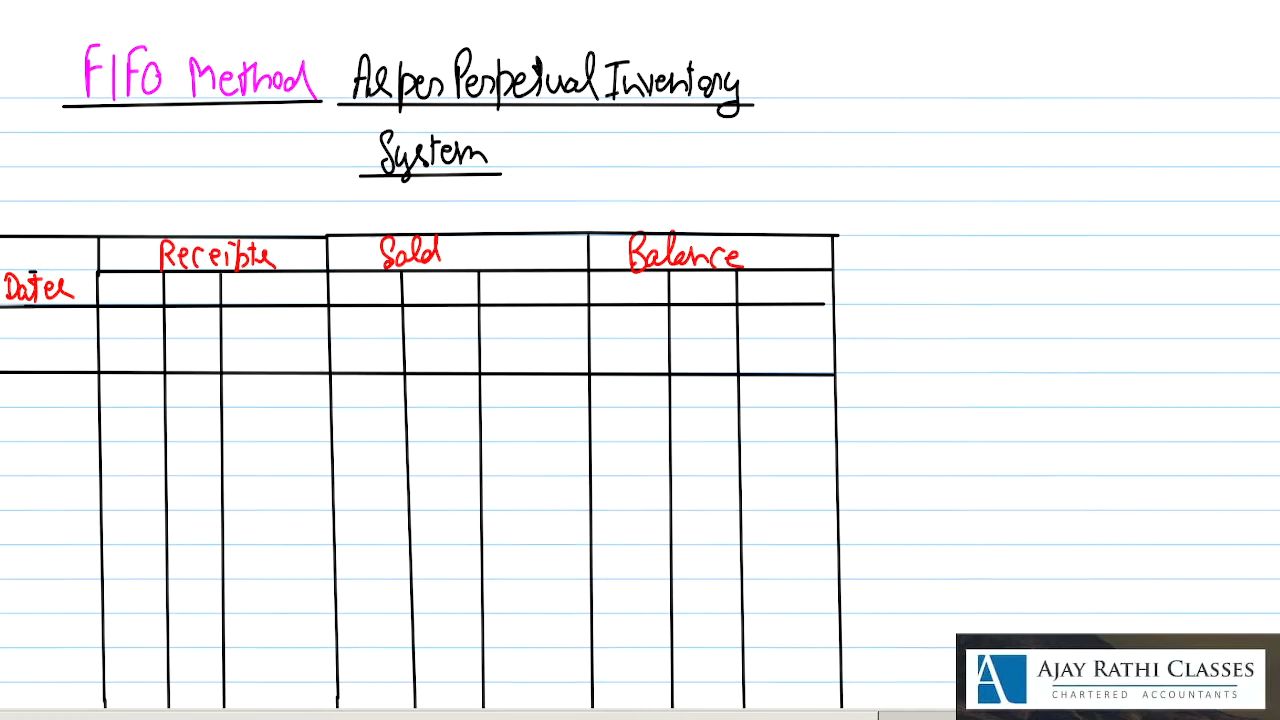 FIFO Method As per Perpetual Inventory
System
Receipts Sold Balance
Dates
AJAY RATHI CLASSES
CHARTERED ACCOUNTANTS